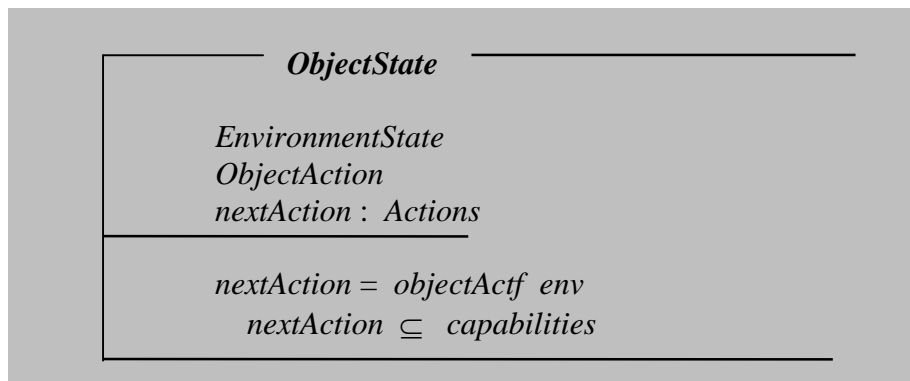 ObjectState
EnvironmentState
ObjectAction
nextAction : Actions
nextAction = objectActf env
nextAction ⊆ capabilities